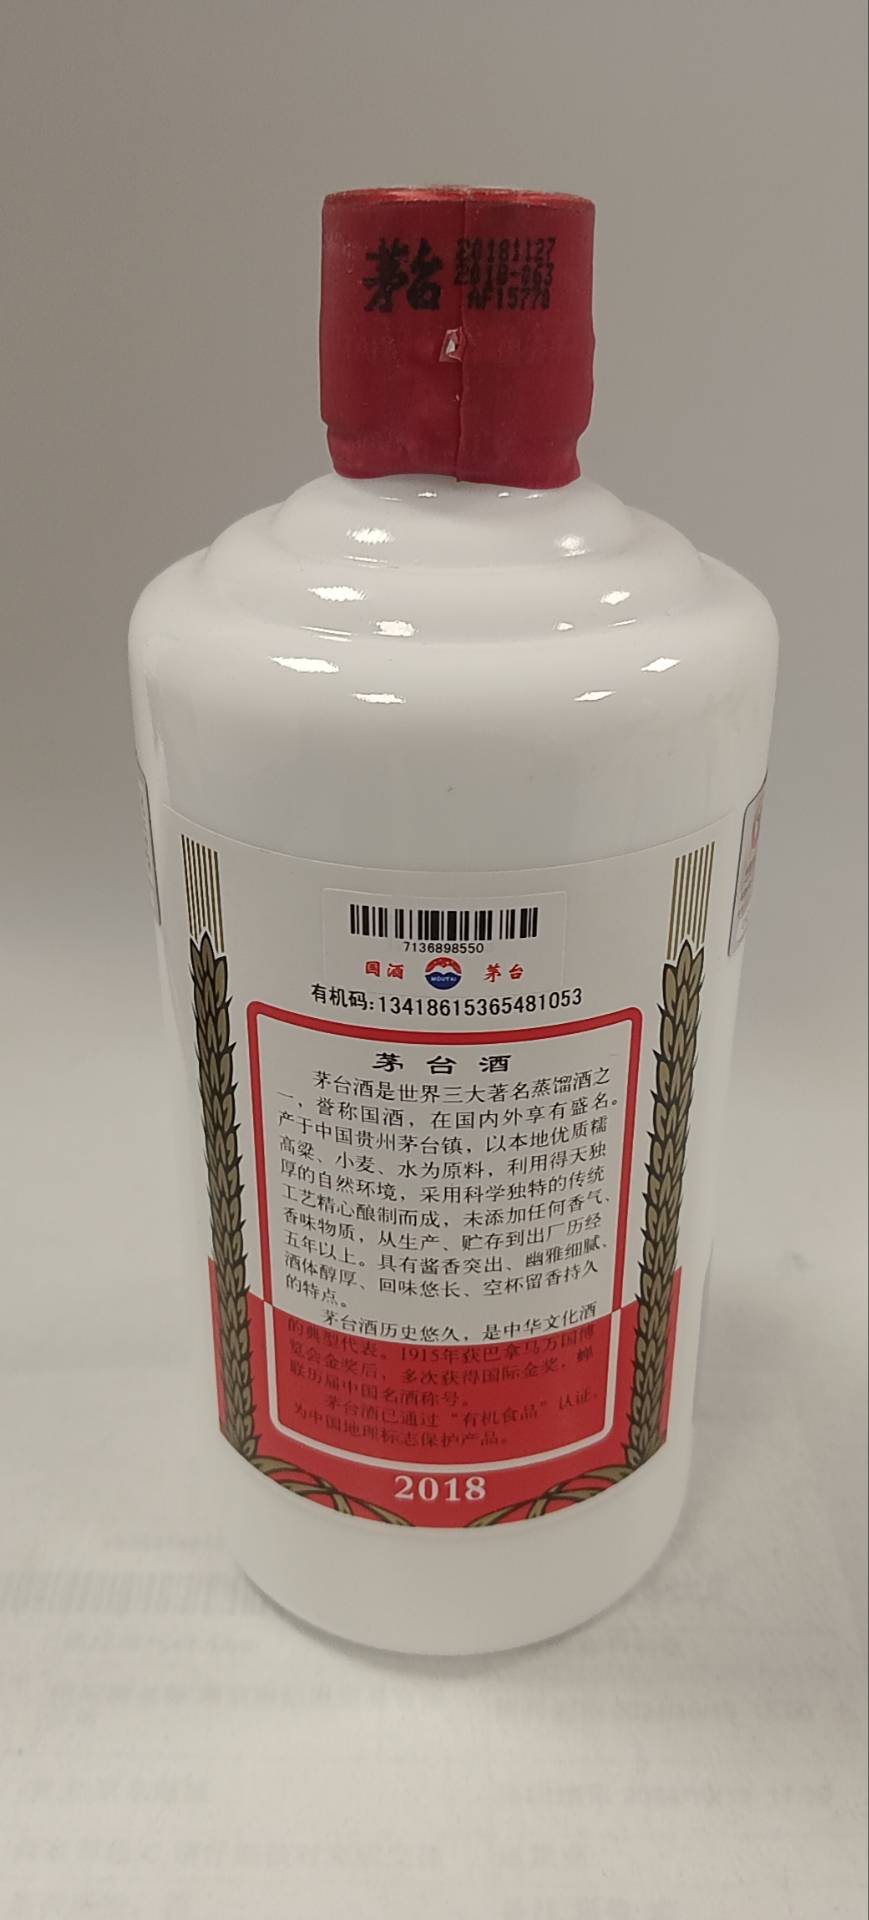 茅台
20181127
2018-063
AF15770
7136898550
国酒
MOUTAI
茅台
有机码:13418615365481053
茅台酒
茅台酒是世界三大著名蒸馏酒之
一，誉称国酒，在国内外享有盛名。
产于中国贵州茅台镇，以本地优质糯
高粱、小麦、水为原料，利用得天独
厚的自然环境，采用科学独特的传统
工艺精心酿制而成，未添加任何香气、
香味物质，从生产、贮存到出厂历经
五年以上。具有酱香突出、幽雅细腻、
酒体醇厚、回味悠长、空杯留香持久
的特点。
茅台酒历史悠久，是中华文化酒
的典型代表。1915年获巴拿马万国博
览会金奖后，多次获得国际金奖，蝉
联历届中国名酒称号。
茅台酒已通过“有机食品”认证，
为中国地理标志保护产品。
2018